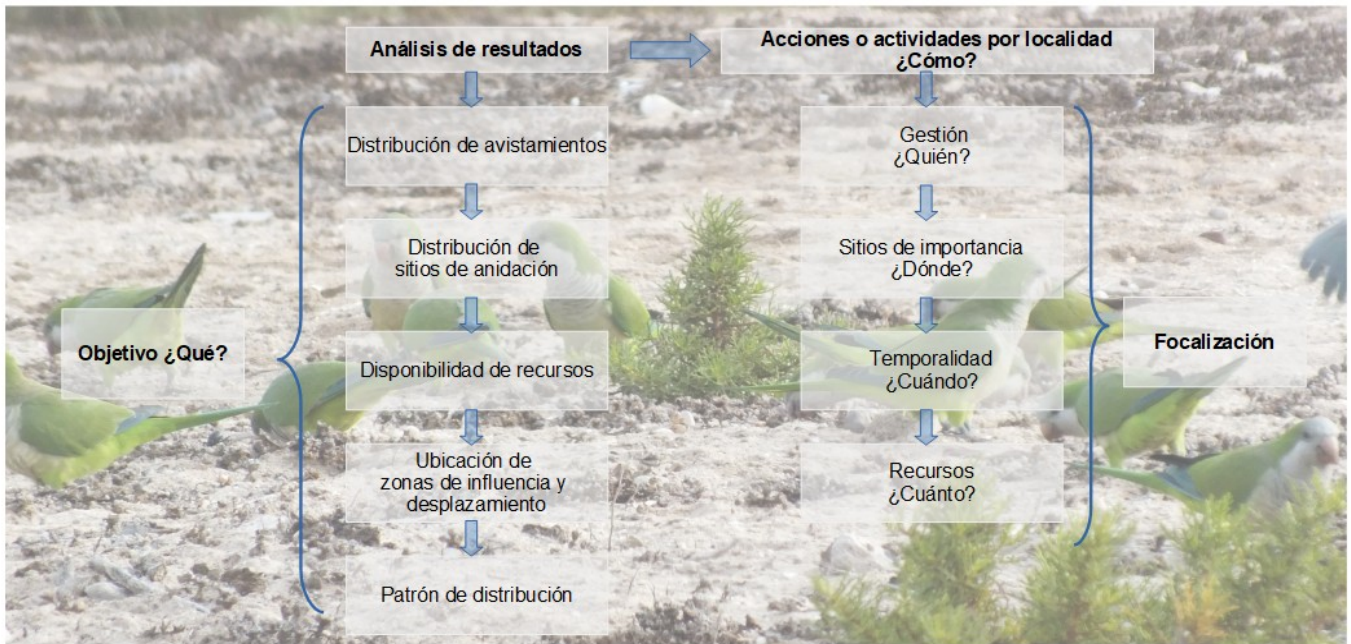 Análisis de resultados
Acciones o actividades por localidad
¿Cómo?
Objetivo ¿Qué?
Distribución de avistamientos
Distribución de
sitios de anidación
Disponibilidad de recursos
Ubicación de
zonas de influencia y
desplazamiento
Patrón de distribución
Gestión
¿Quién?
Sitios de importancia
¿Dónde?
Temporalidad
¿Cuándo?
Recursos
¿Cuánto?
Focalización